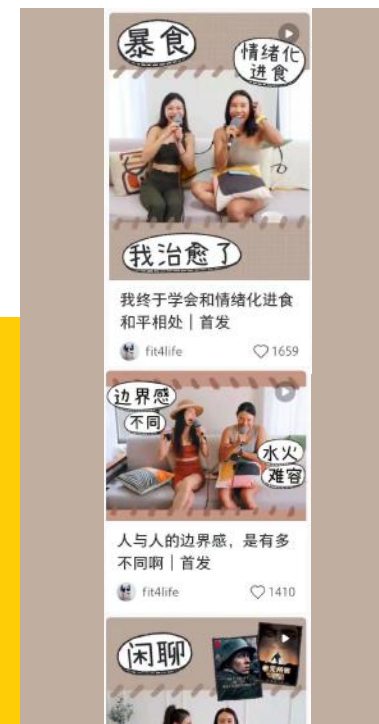 暴食
情绪化
进食
我治愈了
我终于学会和情绪化进食
和平相处｜首发
fit4life
1659
边界感
不同
水火
难容
人与人的边界感，是有多
不同啊｜首发
fit4life
1410
闲聊